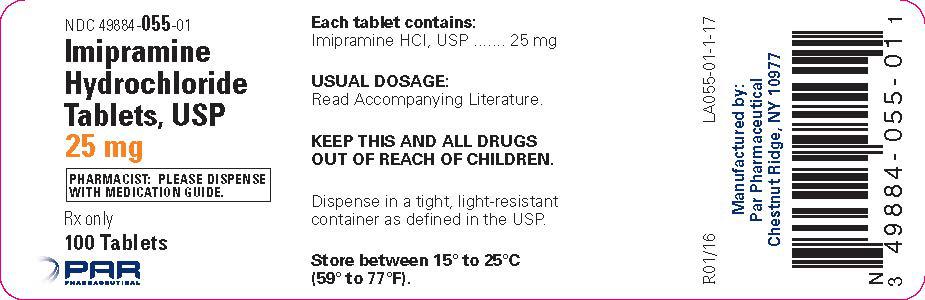 NDC 49884-055-01
Imipramine
Hydrochloride
Tablets, USP
25 mg
PHARMACIST: PLEASE DISPENSE
WITH MEDICATION GUIDE.
Rx only
100 Tablets
PAR
PHARMACEUTICAL
Each tablet contains:
Imipramine HCl, USP ....... 25 mg
USUAL DOSAGE:
Read Accompanying Literature.
KEEP THIS AND ALL DRUGS
OUT OF REACH OF CHILDREN.
Dispense in a tight, light-resistant
container as defined in the USP.
Store between 15° to 25°C
(59° to 77°F).
R01/16
LA055-01-1-17
Manufactured by:
Par Pharmaceutical
Chestnut Ridge, NY 10977
N
3 49884-055-01 1